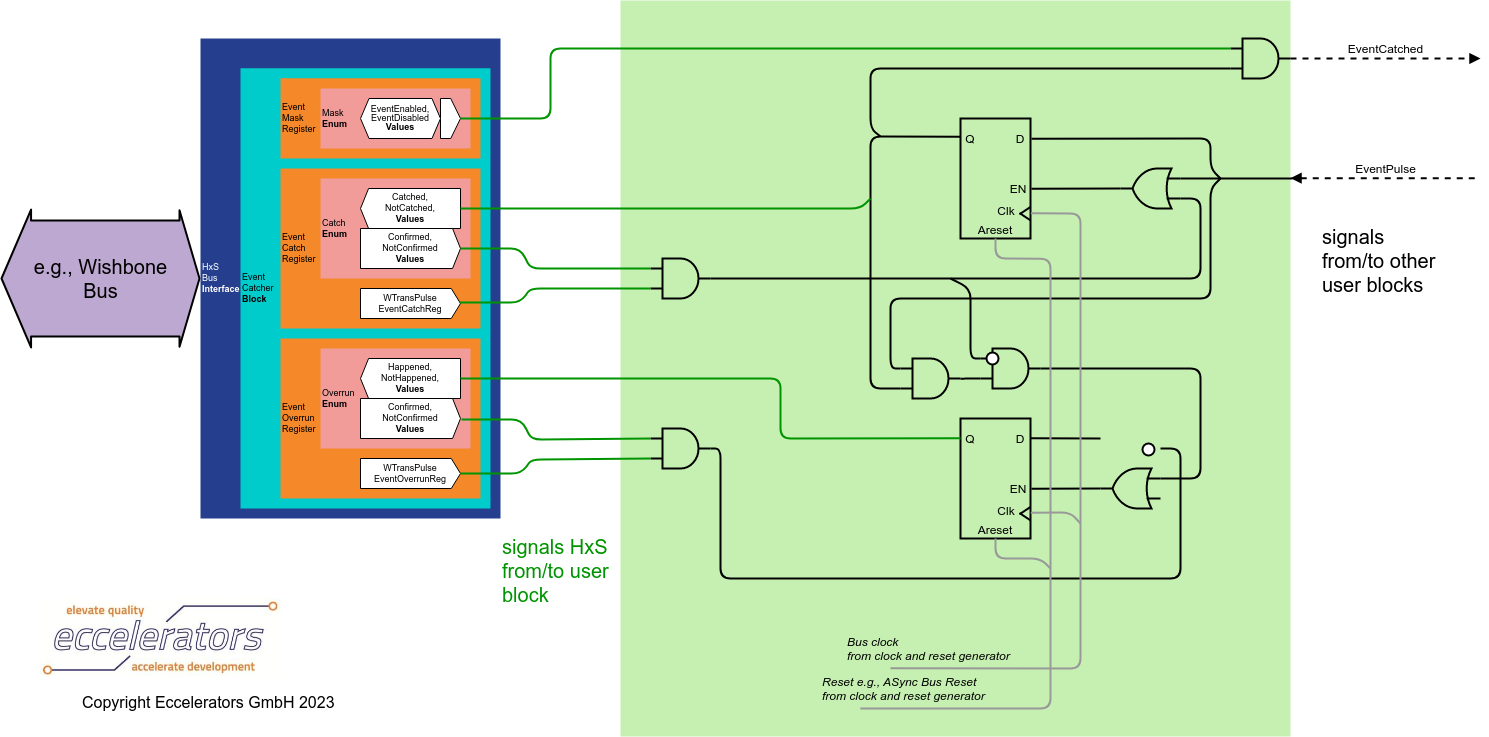 e.g., Wishbone
Bus
HxS
Bus
Interface
Event
Catcher
Block
Event
Mask
Register
Mask
Enum
EventEnabled,
EventDisabled
Values
Event
Catch
Register
Catch
Enum
Catched,
NotCatched,
Values
Confirmed,
NotConfirmed
Values
WTransPulse
EventCatchReg
Event
Overrun
Register
Overrun
Enum
Happened,
NotHappened,
Values
Confirmed,
NotConfirmed
Values
WTransPulse
EventOverrunReg
signals HxS
from/to user
block
Q D
EN
Clk
Areset
Q D
EN
Clk
Areset
Bus clock
from clock and reset generator
Reset e.g., ASync Bus Reset
from clock and reset generator
EventCatched
EventPulse
signals
from/to other
user blocks
elevate quality
eccelerators
accelerate development
Copyright Eccelerators GmbH 2023